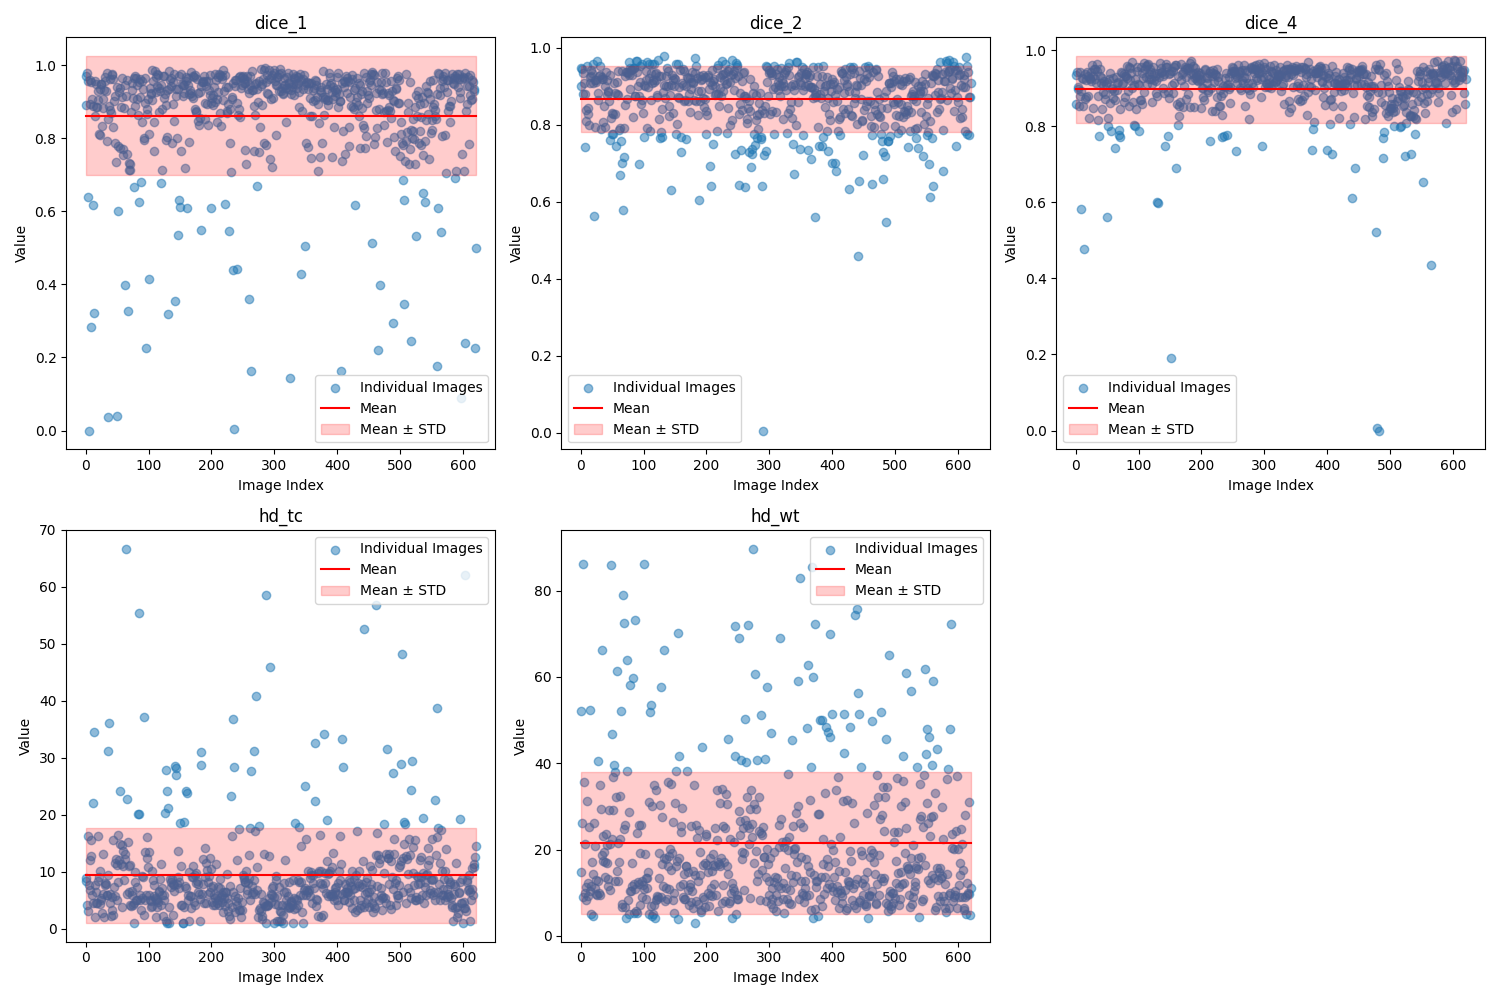 dice_1
1.0
0.8
0.6
0.4
0.2
0.0
Value
Individual Images
Mean
Mean ± STD
0 100 200 300 400 500 600
Image Index
dice_2
1.0
0.8
0.6
0.4
0.2
0.0
Value
Individual Images
Mean
Mean ± STD
0 100 200 300 400 500 600
Image Index
dice_4
1.0
0.8
0.6
0.4
0.2
0.0
Value
Individual Images
Mean
Mean ± STD
0 100 200 300 400 500 600
Image Index
hd_tc
70
60
50
40
30
20
10
0
Value
Individual Images
Mean
Mean ± STD
0 100 200 300 400 500 600
Image Index
hd_wt
80
60
40
20
0
Value
Individual Images
Mean
Mean ± STD
0 100 200 300 400 500 600
Image Index